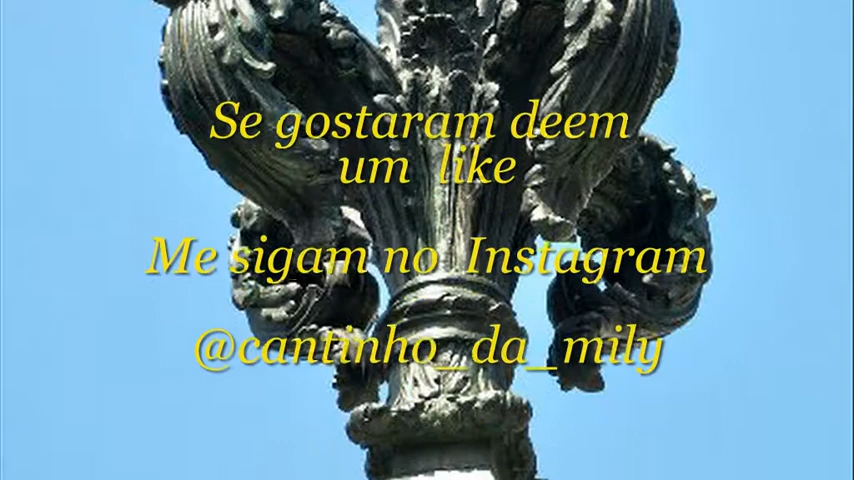 Se gostaram deem
um like
Me sigam no Instagram
@cantinho_da_mily